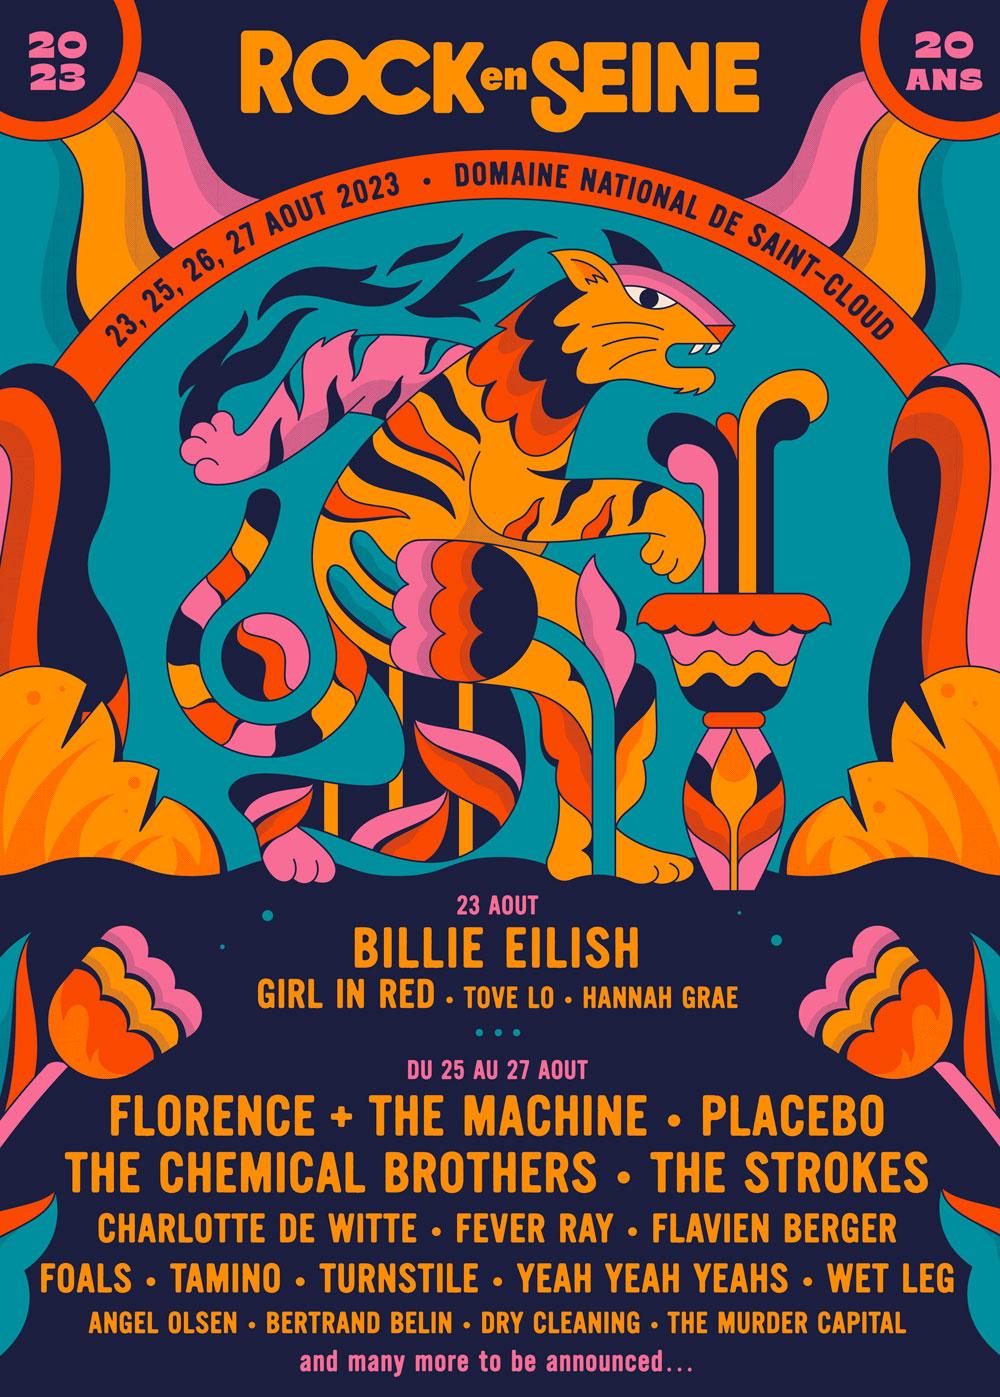 20
23
ROCK en SEINE
20
ANS
23, 25, 26, 27 AOUT 2023 • DOMAINE NATIONAL DE SAINT-CLOUD
23 AOUT
BILLIE EILISH
GIRL IN RED • TOVE LO • HANNAH GRAE
• • •
DU 25 AU 27 AOUT
FLORENCE + THE MACHINE • PLACEBO
THE CHEMICAL BROTHERS • THE STROKES
CHARLOTTE DE WITTE • FEVER RAY • FLAVIEN BERGER
FOALS • TAMINO • TURNSTILE • YEAH YEAH YEAHS • WET LEG
ANGEL OLSEN • BERTRAND BELIN • DRY CLEANING • THE MURDER CAPITAL
and many more to be announced...